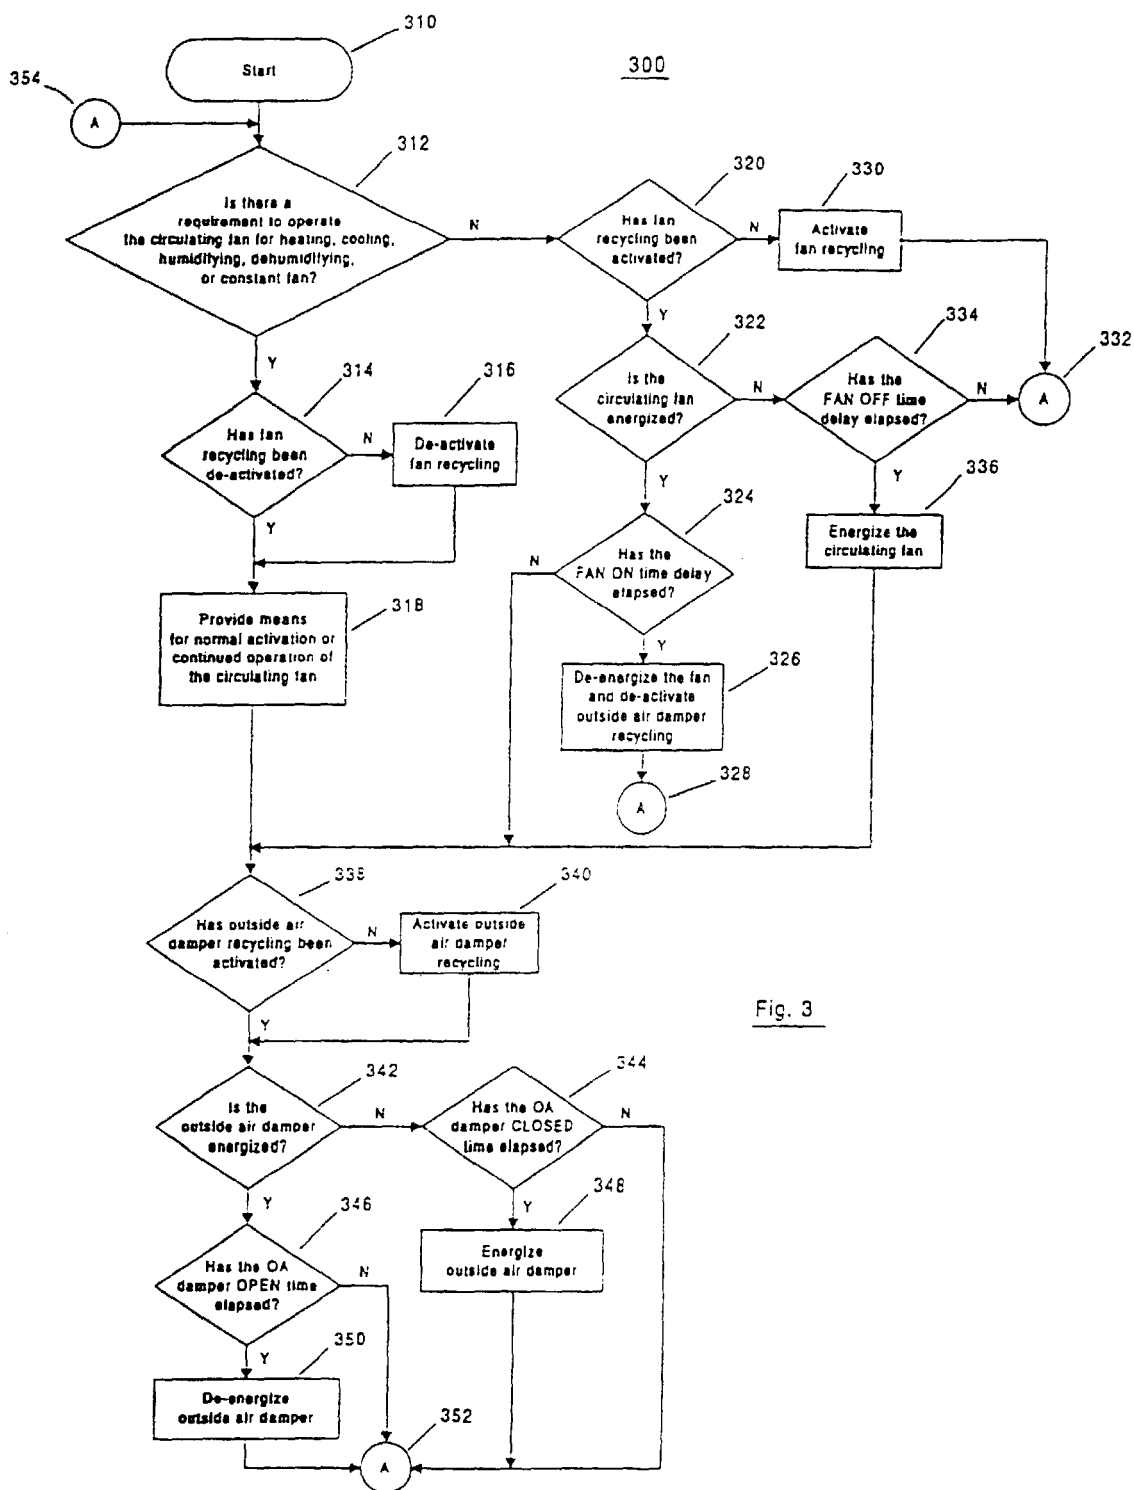 310
Start
300
354
A
312
Is there a
requirement to operate
the circulating fan for heating, cooling,
humidifying, dehumidifying,
or constant fan?
N
Y
320
Has fan
recycling been
activated?
N
Y
330
Activate
fan recycling
314
Has fan
recycling been
de-activated?
N
Y
316
De-activate
fan recycling
322
Is the
circulating fan
energized?
N
Y
334
Has the
FAN OFF time
delay elapsed?
N
Y
332
A
336
Energize the
circulating fan
324
Has the
FAN ON time delay
elapsed?
N
Y
318
Provide means
for normal activation or
continued operation of
the circulating fan
326
De-energize the fan
and de-activate
outside air damper
recycling
328
A
338
Has outside air
damper recycling been
activated?
N
Y
340
Activate outside
air damper
recycling
Fig. 3
342
Is the
outside air damper
energized?
N
Y
344
Has the OA
damper CLOSED
time elapsed?
N
Y
346
Has the OA
damper OPEN time
elapsed?
N
Y
348
Energize
outside air damper
350
De-energize
outside air damper
352
A